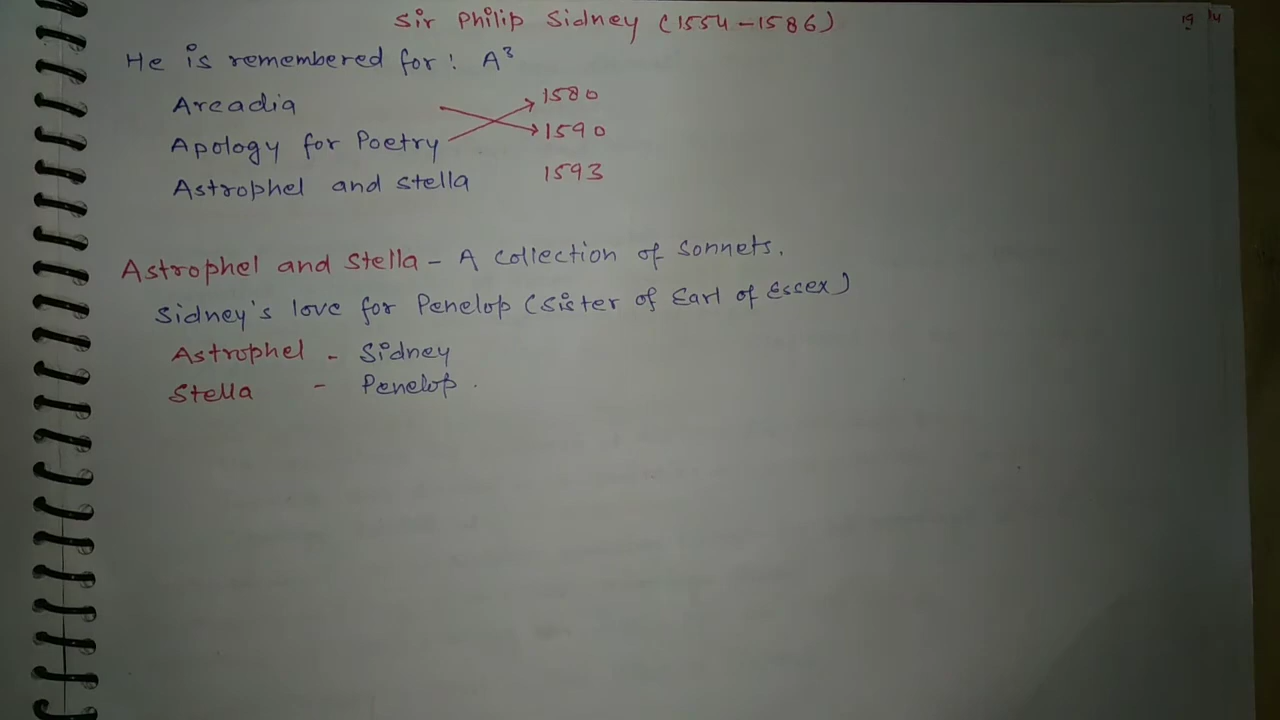 Sir Philip Sidney (1554-1586) 19/4
He is remembered for: A³
Arcadia 1580
Apology for Poetry 1590
Astrophel and Stella 1593
Astrophel and Stella - A collection of Sonnets.
Sidney's love for Penelop (Sister of Earl of Essex)
Astrophel - Sidney
Stella - Penelop.